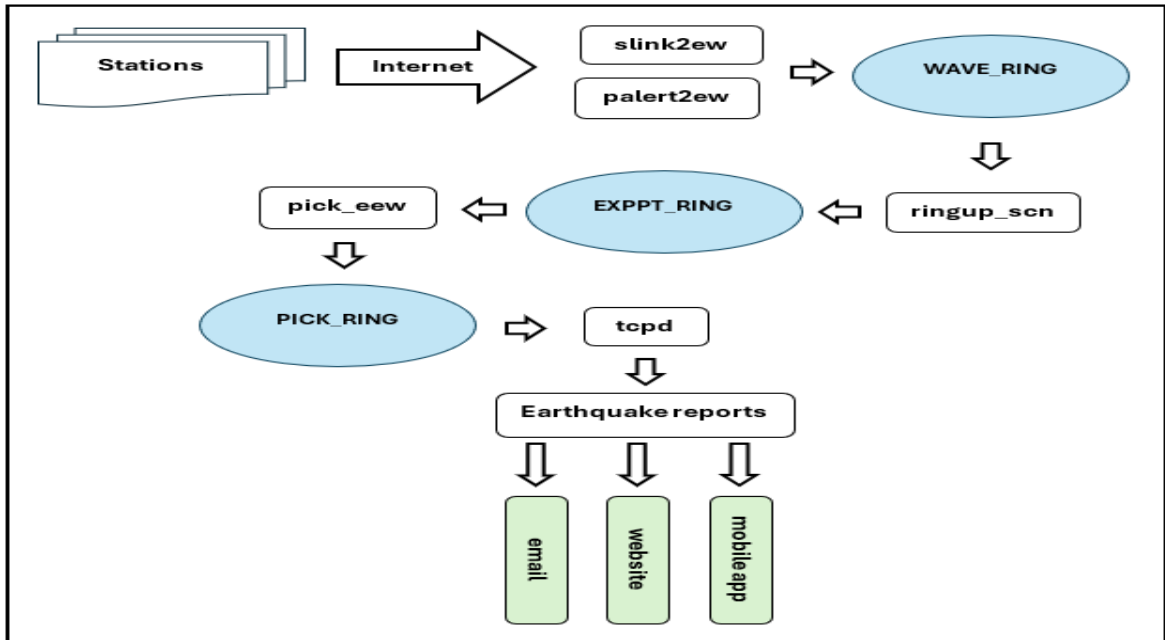 Stations
Internet
slink2ew
palert2ew
WAVE_RING
pick_eew
EXPPT_RING
ringup_scn
PICK_RING
tcpd
Earthquake reports
email
website
mobile app